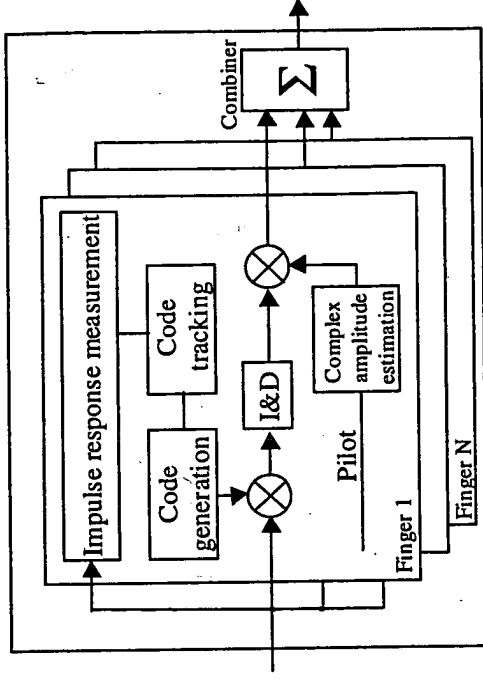 Impulse response measurement
Code
generation
Code
tracking
I&D
Pilot
Complex
amplitude
estimation
Finger 1
Finger N
Combiner
Σ